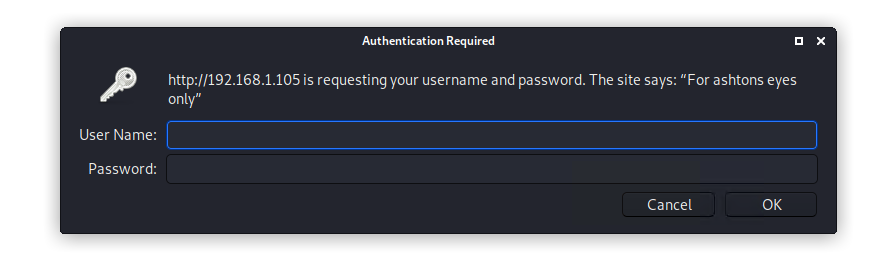 Authentication Required
http://192.168.1.105 is requesting your username and password. The site says: “For ashtons eyes
only”
User Name:
Password:
Cancel OK